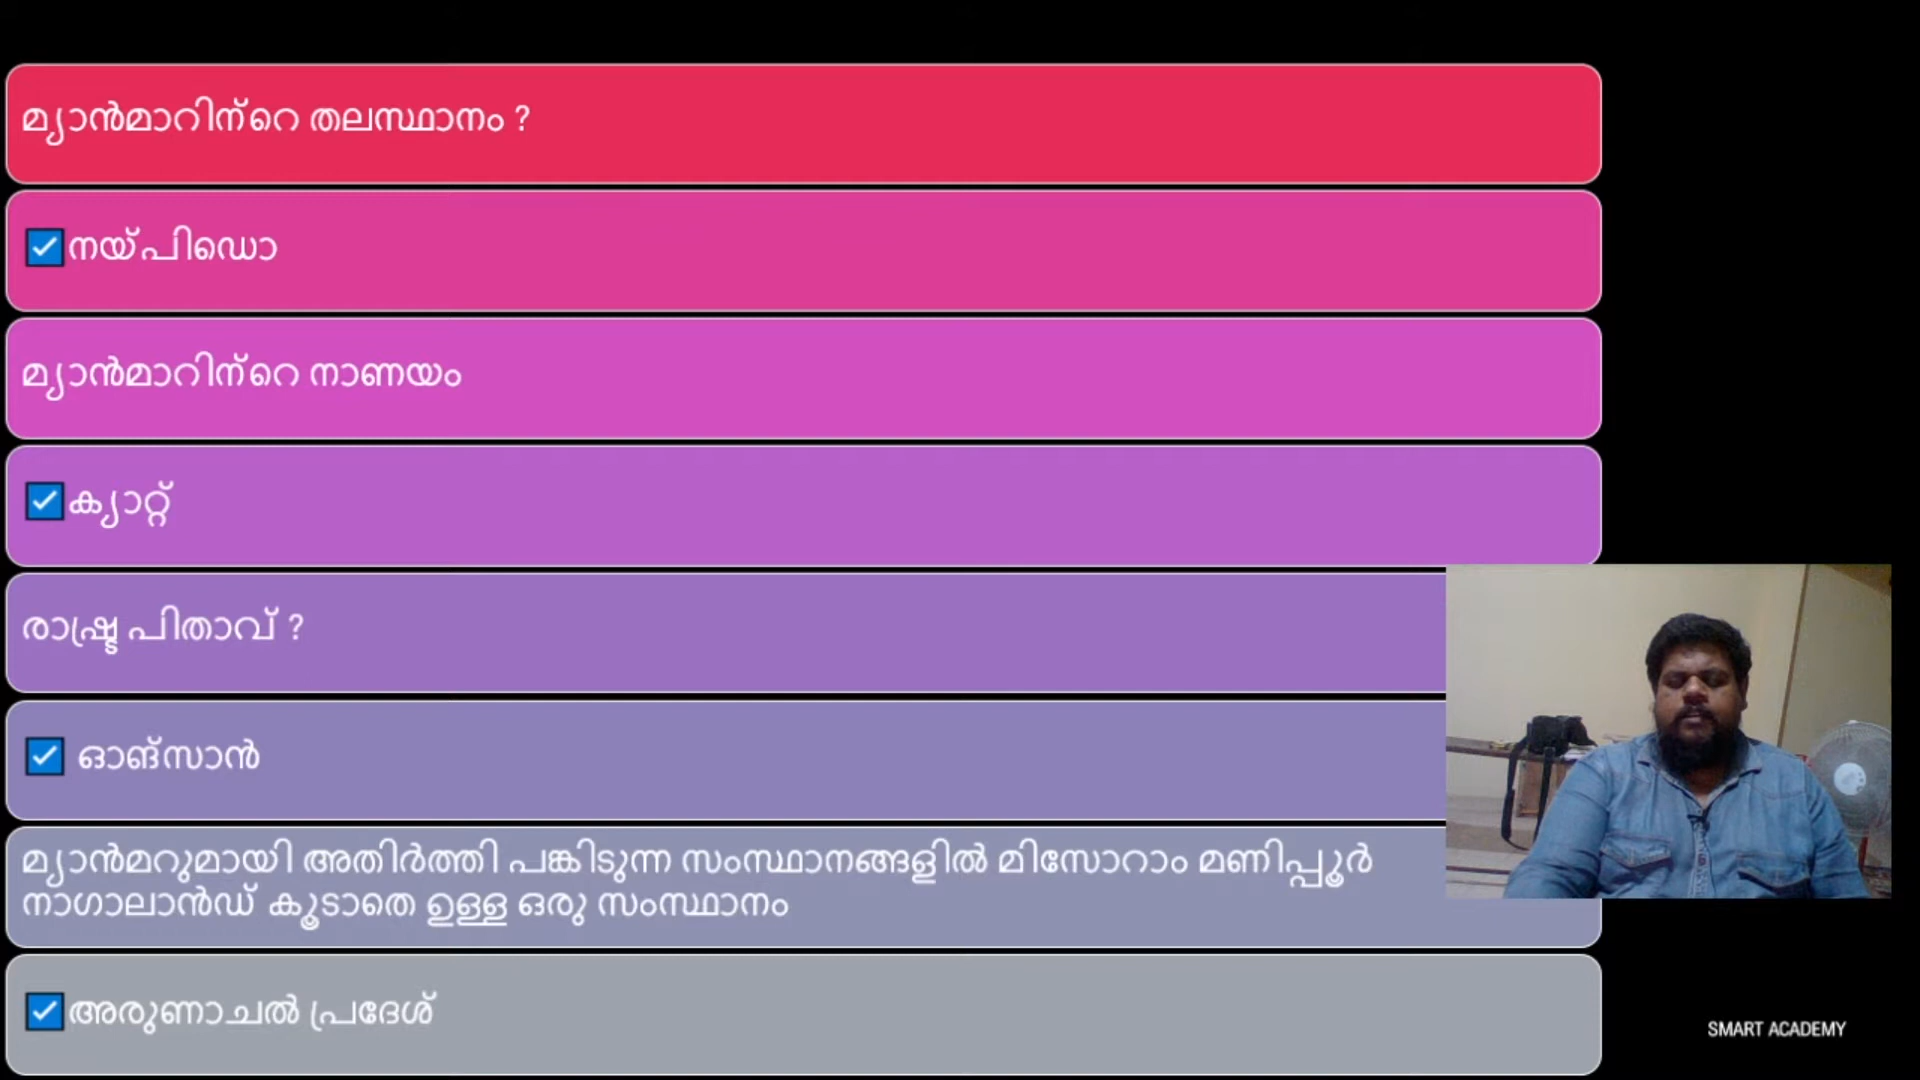 മ്യാൻമാറിന്റെ തലസ്ഥാനം ?
☑നയ്പിഡൊ
മ്യാൻമാറിന്റെ നാണയം
☑ക്യാറ്റ്
രാഷ്ട്ര പിതാവ് ?
☑ ഓങ്സാൻ
മ്യാൻമറുമായി അതിർത്തി പങ്കിടുന്ന സംസ്ഥാനങ്ങളിൽ മിസോറാം മണിപ്പൂർ
നാഗാലാൻഡ് കൂടാതെ ഉള്ള ഒരു സംസ്ഥാനം
☑അരുണാചൽ പ്രദേശ്
SMART ACADEMY